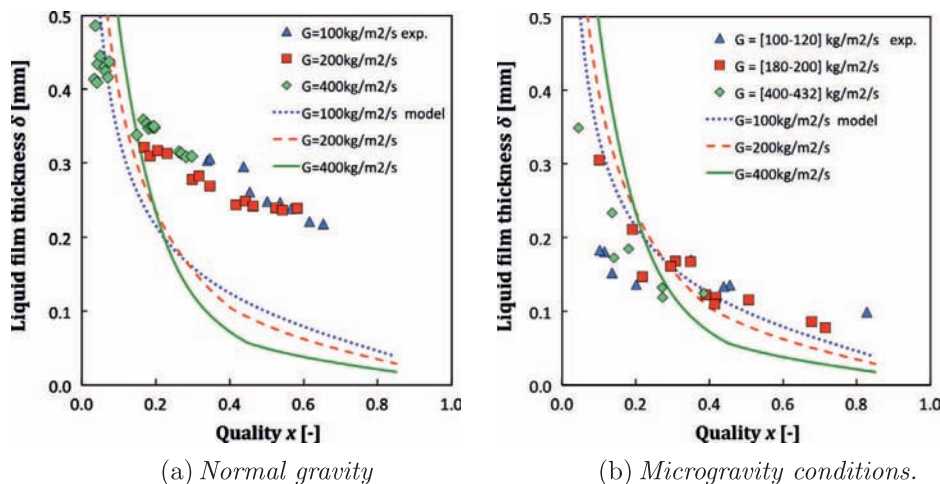 0.5
0.4
0.3
0.2
0.1
0.0
Liquid film thickness δ [mm]
G=100kg/m2/s exp.
G=200kg/m2/s
G=400kg/m2/s
G=100kg/m2/s model
G=200kg/m2/s
G=400kg/m2/s
0.0 0.2 0.4 0.6 0.8 1.0
Quality x [-]
(a) Normal gravity
0.5
0.4
0.3
0.2
0.1
0.0
Liquid film thickness δ [mm]
G = [100-120] kg/m2/s exp.
G = [180-200] kg/m2/s
G = [400-432] kg/m2/s
G=100kg/m2/s model
G=200kg/m2/s
G=400kg/m2/s
0.0 0.2 0.4 0.6 0.8 1.0
Quality x [-]
(b) Microgravity conditions.